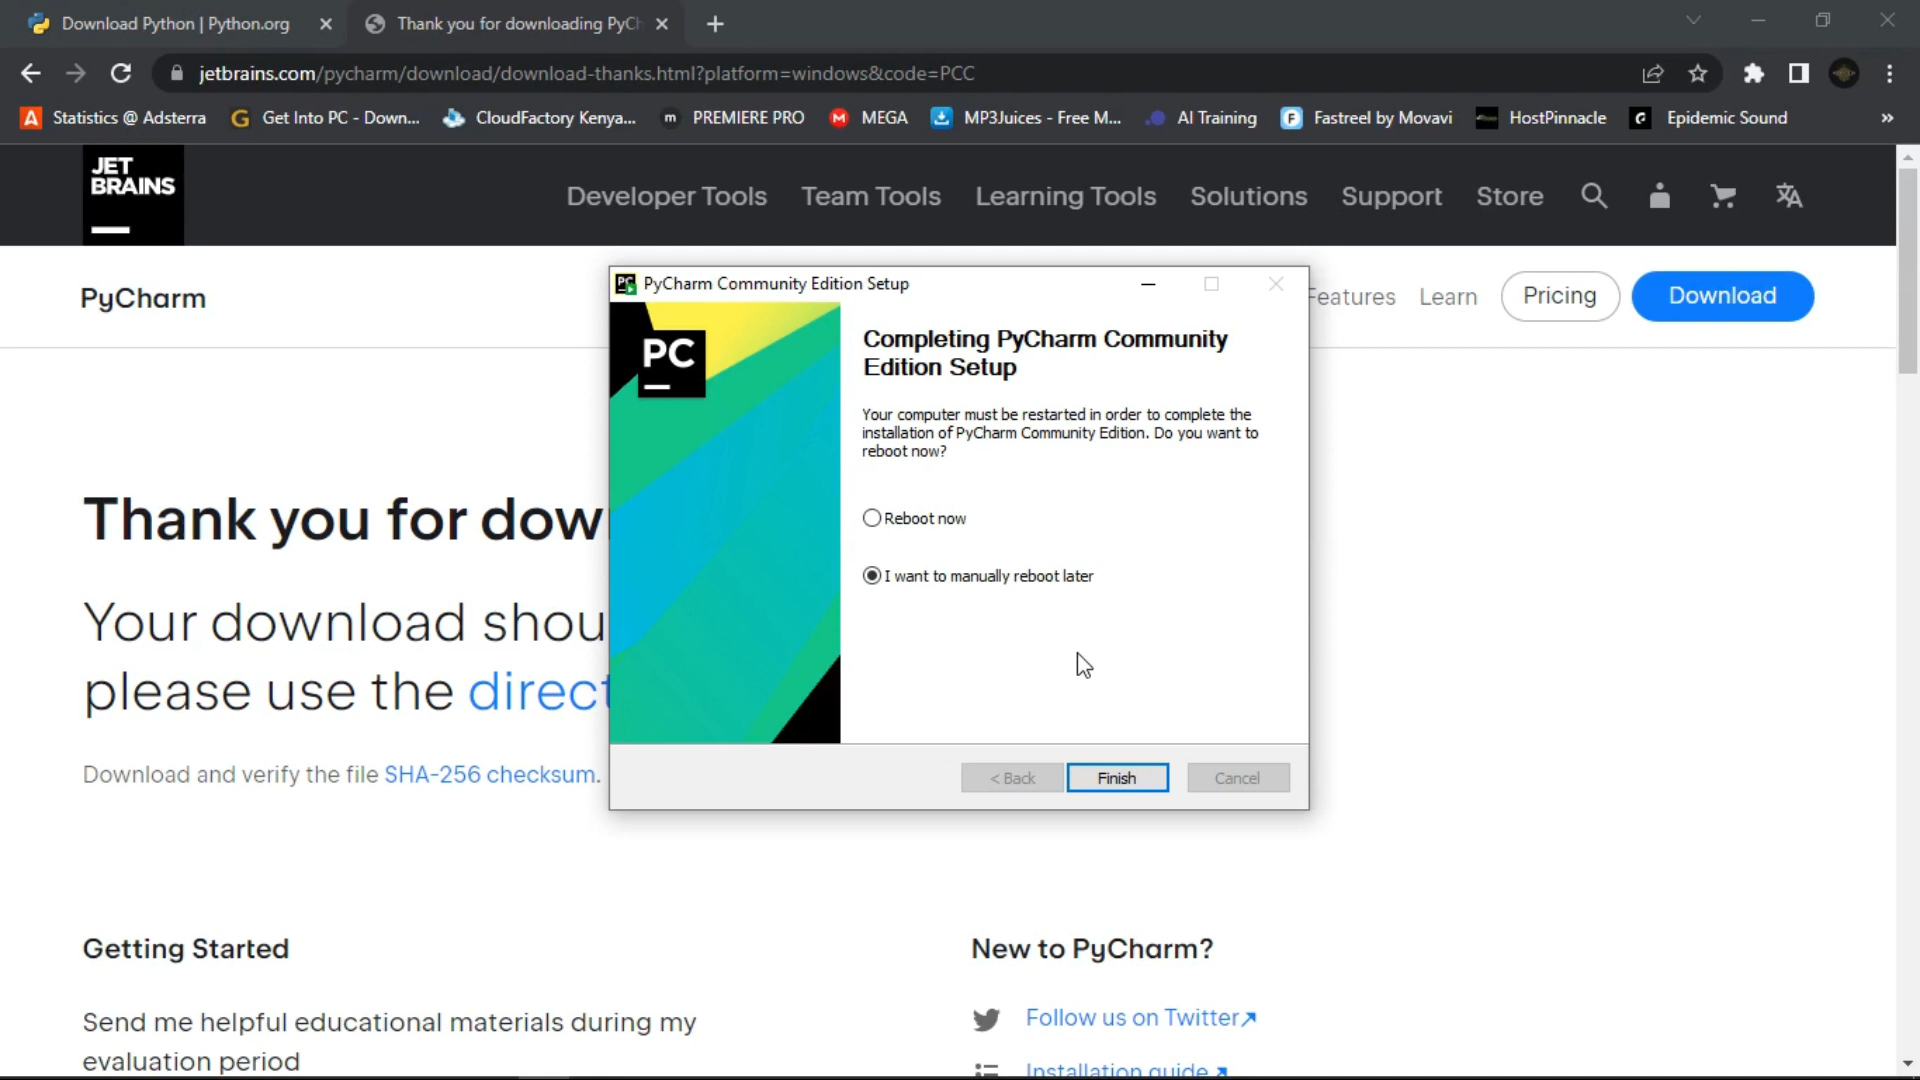 Download Python | Python.org
Thank you for downloading PyCh
jetbrains.com/pycharm/download/download-thanks.html?platform=windows&code=PCC
Statistics @ Adsterra
Get Into PC - Down...
CloudFactory Kenya...
PREMIERE PRO
MEGA
MP3Juices - Free M...
AI Training
Fastreel by Movavi
HostPinnacle
Epidemic Sound
»
JET
BRAINS
Developer Tools
Team Tools
Learning Tools
Solutions
Support
Store
PyCharm
Features
Learn
Pricing
Download
PyCharm Community Edition Setup
PC
Completing PyCharm Community
Edition Setup
Your computer must be restarted in order to complete the
installation of PyCharm Community Edition. Do you want to
reboot now?
Reboot now
I want to manually reboot later
< Back
Finish
Cancel
Thank you for dow
Your download shou
please use the direct
Download and verify the file SHA-256 checksum.
Getting Started
Send me helpful educational materials during my
evaluation period
New to PyCharm?
Follow us on Twitter↗
Installation guide ↗